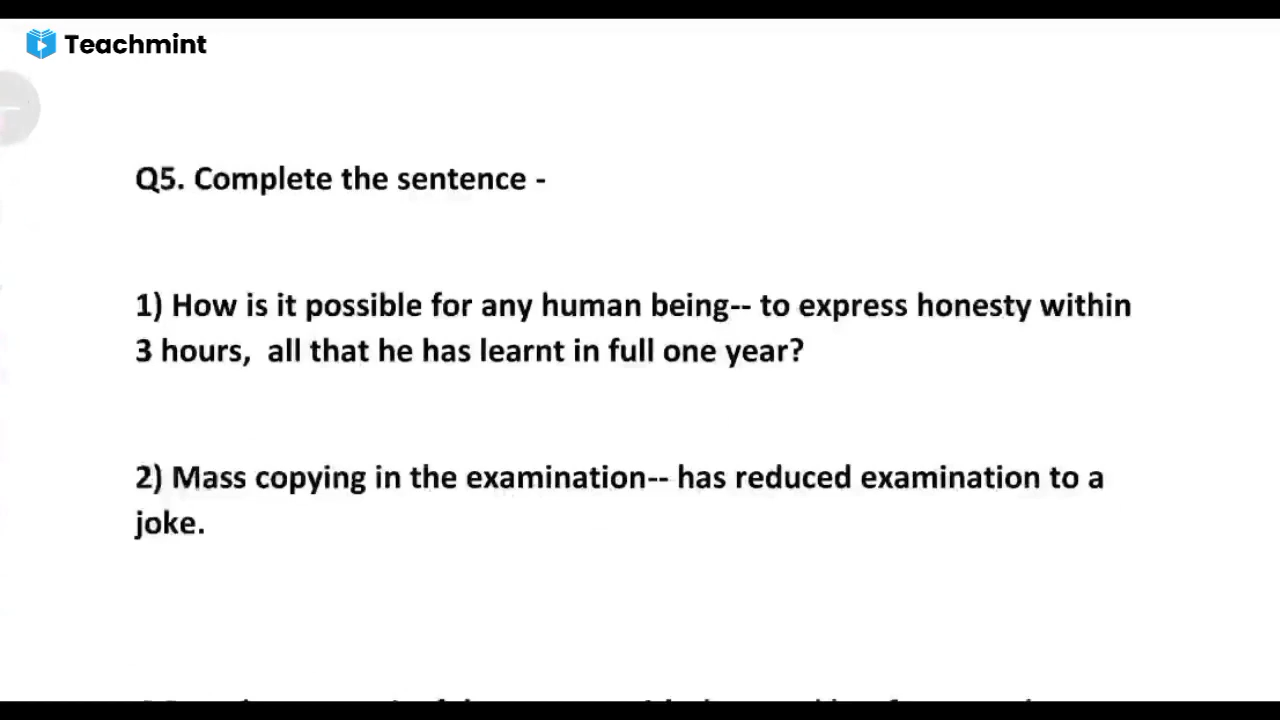 Teachmint
Q5. Complete the sentence -
1) How is it possible for any human being-- to express honesty within
3 hours,  all that he has learnt in full one year?
2) Mass copying in the examination-- has reduced examination to a
joke.